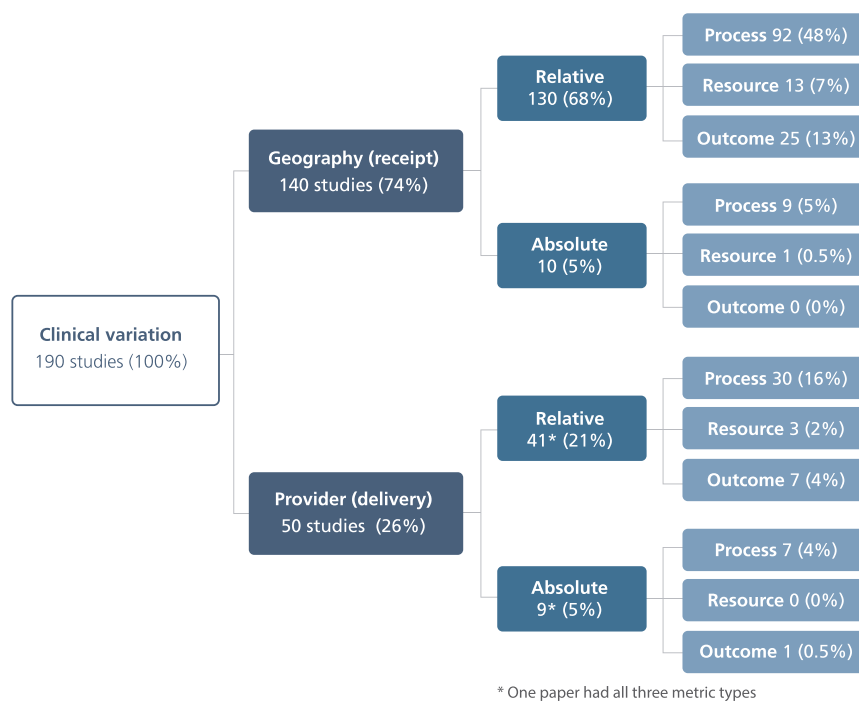 Clinical variation
190 studies (100%)
Geography (receipt)
140 studies (74%)
Relative
130 (68%)
Process 92 (48%)
Resource 13 (7%)
Outcome 25 (13%)
Absolute
10 (5%)
Process 9 (5%)
Resource 1 (0.5%)
Outcome 0 (0%)
Provider (delivery)
50 studies (26%)
Relative
41* (21%)
Process 30 (16%)
Resource 3 (2%)
Outcome 7 (4%)
Absolute
9* (5%)
Process 7 (4%)
Resource 0 (0%)
Outcome 1 (0.5%)
* One paper had all three metric types